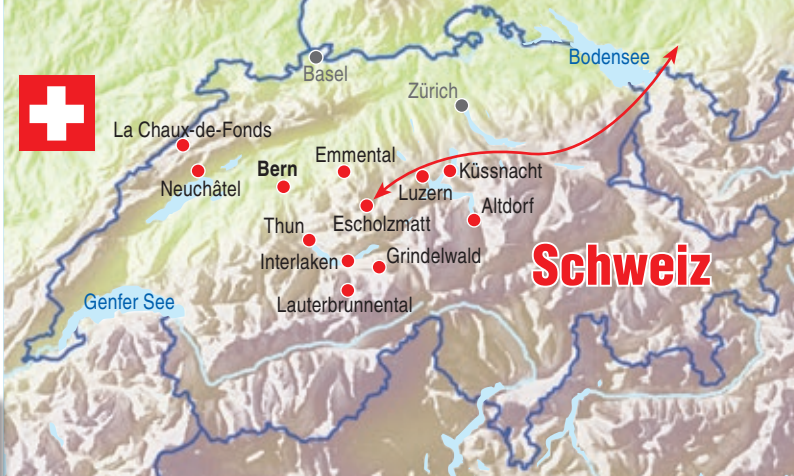 Bodensee
Basel
Zürich
La Chaux-de-Fonds
Emmental
Bern
Küssnacht
Neuchâtel
Luzern
Altdorf
Escholzmatt
Thun
Grindelwald
Interlaken
Schweiz
Genfer See
Lauterbrunnental